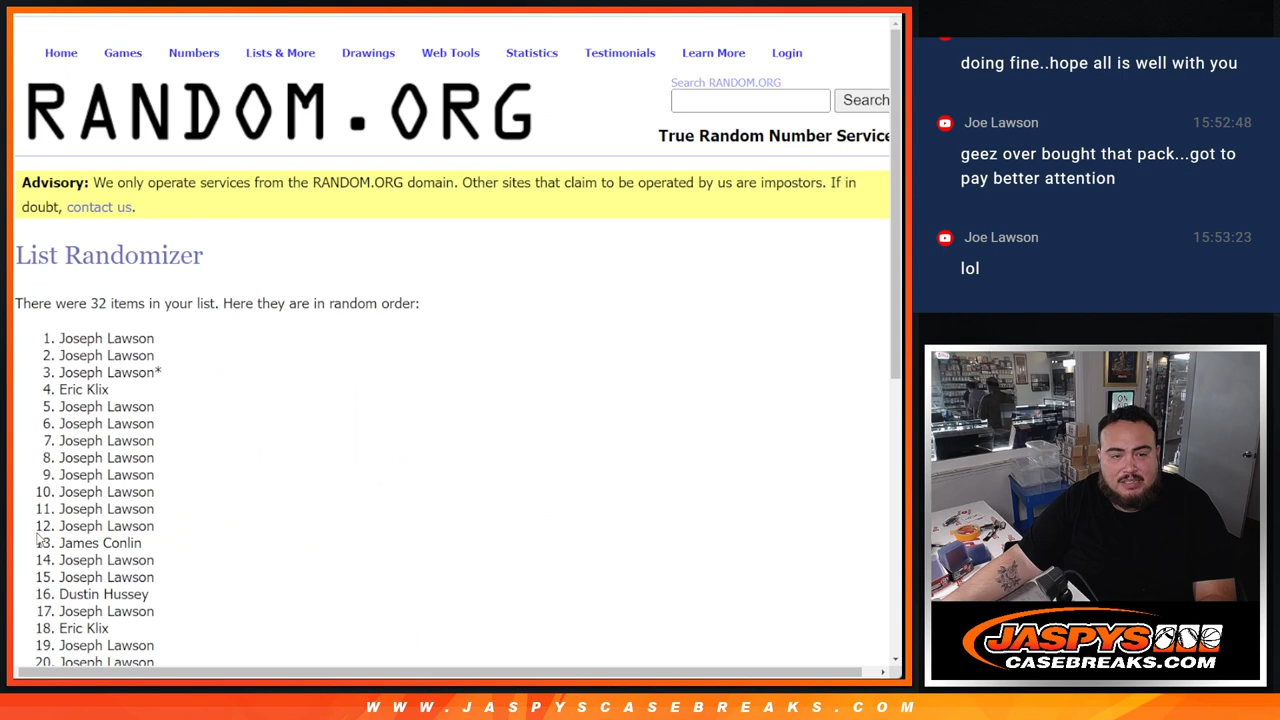 Home Games Numbers Lists & More Drawings Web Tools Statistics Testimonials Learn More Login
RANDOM.ORG
Search RANDOM.ORG
Search
True Random Number Service
Advisory: We only operate services from the RANDOM.ORG domain. Other sites that claim to be operated by us are impostors. If in
doubt, contact us.
List Randomizer
There were 32 items in your list. Here they are in random order:
1. Joseph Lawson
2. Joseph Lawson
3. Joseph Lawson*
4. Eric Klix
5. Joseph Lawson
6. Joseph Lawson
7. Joseph Lawson
8. Joseph Lawson
9. Joseph Lawson
10. Joseph Lawson
11. Joseph Lawson
12. Joseph Lawson
13. James Conlin
14. Joseph Lawson
15. Joseph Lawson
16. Dustin Hussey
17. Joseph Lawson
18. Eric Klix
19. Joseph Lawson
20. Joseph Lawson
doing fine..hope all is well with you
Joe Lawson 15:52:48
geez over bought that pack...got to
pay better attention
Joe Lawson 15:53:23
lol
JASPYS
CASEBREAKS.COM
WWW.JASPYSCASEBREAKS.COM